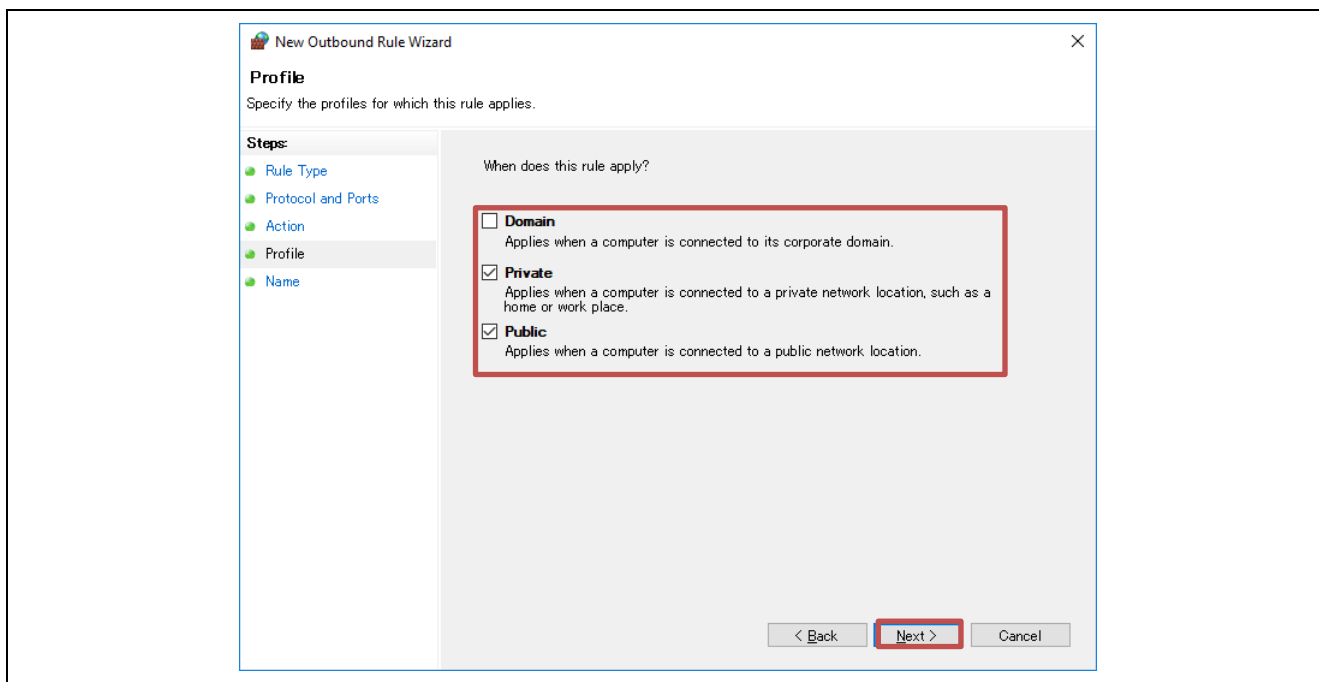 New Outbound Rule Wizard
Profile
Specify the profiles for which this rule applies.
Steps:
Rule Type
Protocol and Ports
Action
Profile
Name
When does this rule apply?
Domain
Applies when a computer is connected to its corporate domain.
Private
Applies when a computer is connected to a private network location, such as a
home or work place.
Public
Applies when a computer is connected to a public network location.
< Back
Next >
Cancel